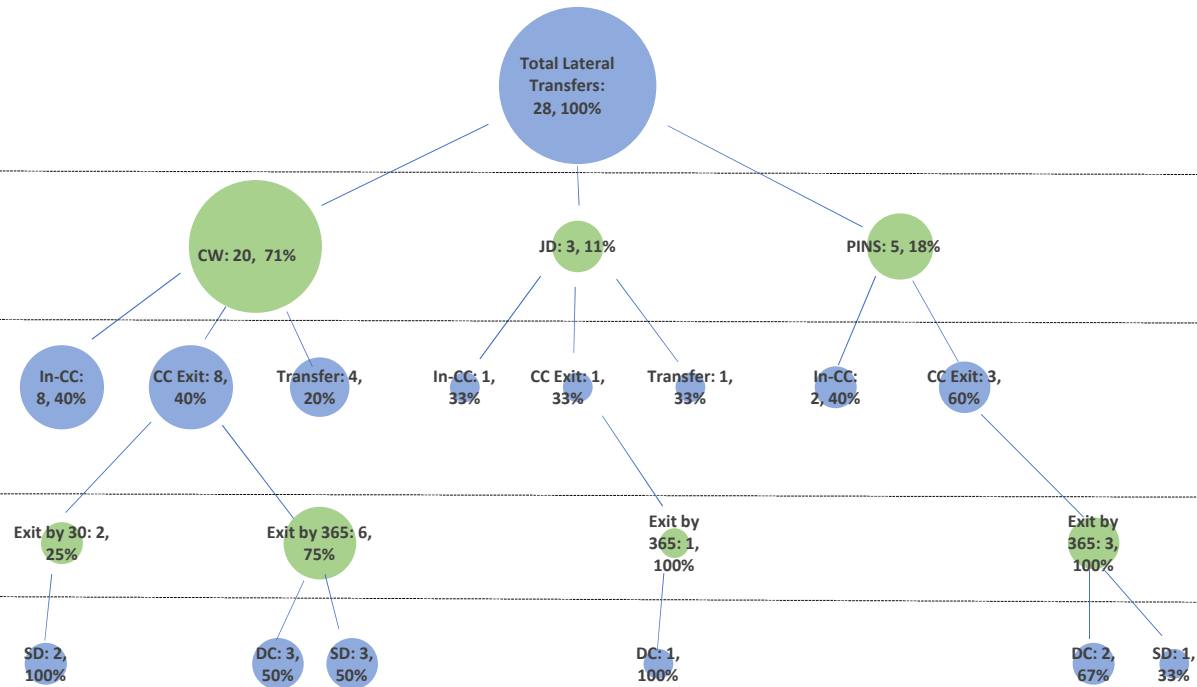 Total Lateral
Transfers:
28, 100%
CW: 20,  71%
JD: 3, 11%
PINS: 5, 18%
In-CC:
8, 40%
CC Exit: 8,
40%
Transfer: 4,
20%
In-CC: 1,
33%
CC Exit: 1,
33%
Transfer: 1,
33%
In-CC:
2, 40%
CC Exit: 3,
60%
Exit by 30: 2,
25%
Exit by 365: 6,
75%
Exit by
365: 1,
100%
Exit by
365: 3,
100%
SD: 2,
100%
DC: 3,
50%
SD: 3,
50%
DC: 1,
100%
DC: 2,
67%
SD: 1,
33%